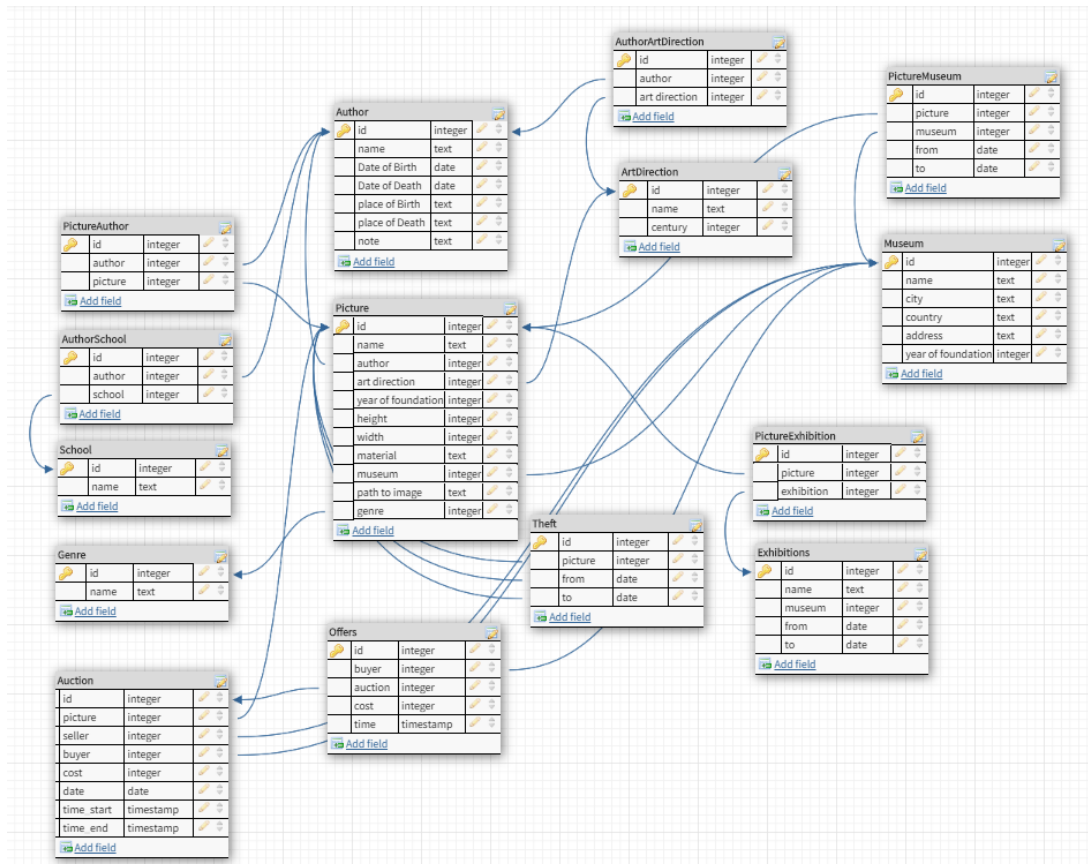 AuthorArtDirection
id integer
author integer
art direction integer
Add field
PictureMuseum
id integer
picture integer
museum integer
from date
to date
Add field
Author
id integer
name text
Date of Birth date
Date of Death date
place of Birth text
place of Death text
note text
Add field
ArtDirection
id integer
name text
century integer
Add field
PictureAuthor
id integer
author integer
picture integer
Add field
Museum
id integer
name text
city text
country text
address text
year of foundation integer
Add field
Picture
id integer
name text
author integer
art direction integer
year of foundation integer
height integer
width integer
material text
museum integer
path to image text
genre integer
Add field
AuthorSchool
id integer
author integer
school integer
Add field
School
id integer
name text
Add field
PictureExhibition
id integer
picture integer
exhibition integer
Add field
Theft
id integer
picture integer
from date
to date
Add field
Genre
id integer
name text
Add field
Exhibitions
id integer
name text
museum integer
from date
to date
Add field
Offers
id integer
buyer integer
auction integer
cost integer
time timestamp
Add field
Auction
id integer
picture integer
seller integer
buyer integer
cost integer
date date
time_start timestamp
time_end timestamp
Add field